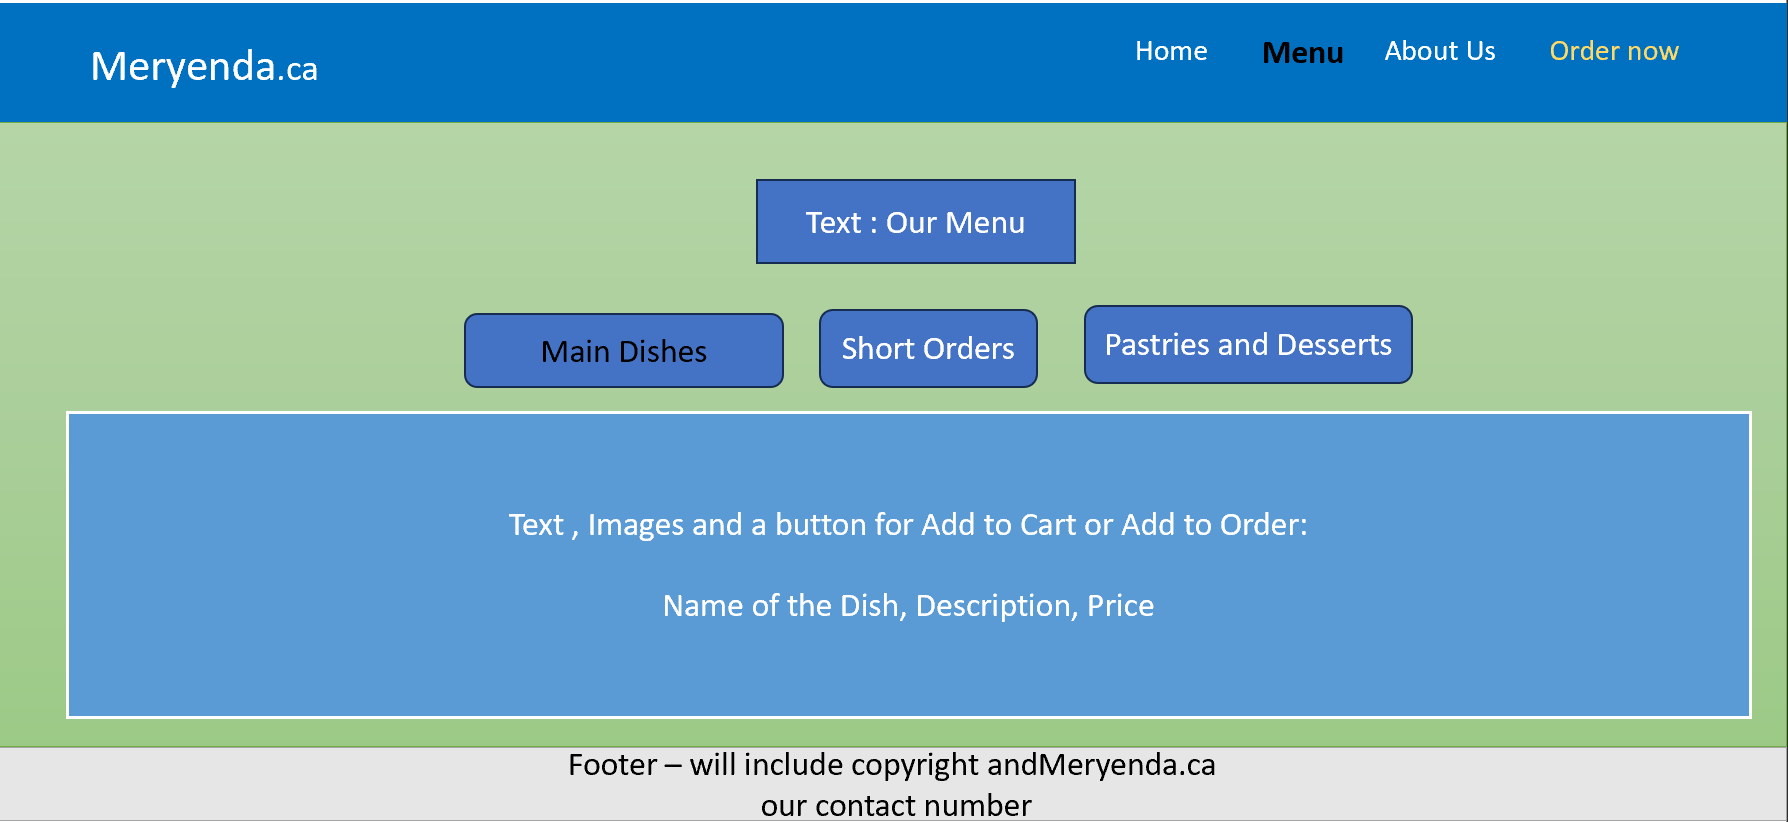 Meryenda.ca
Home Menu About Us Order now
Text : Our Menu
Main Dishes
Short Orders
Pastries and Desserts
Text , Images and a button for Add to Cart or Add to Order:
Name of the Dish, Description, Price
Footer – will include copyright andMeryenda.ca
our contact number